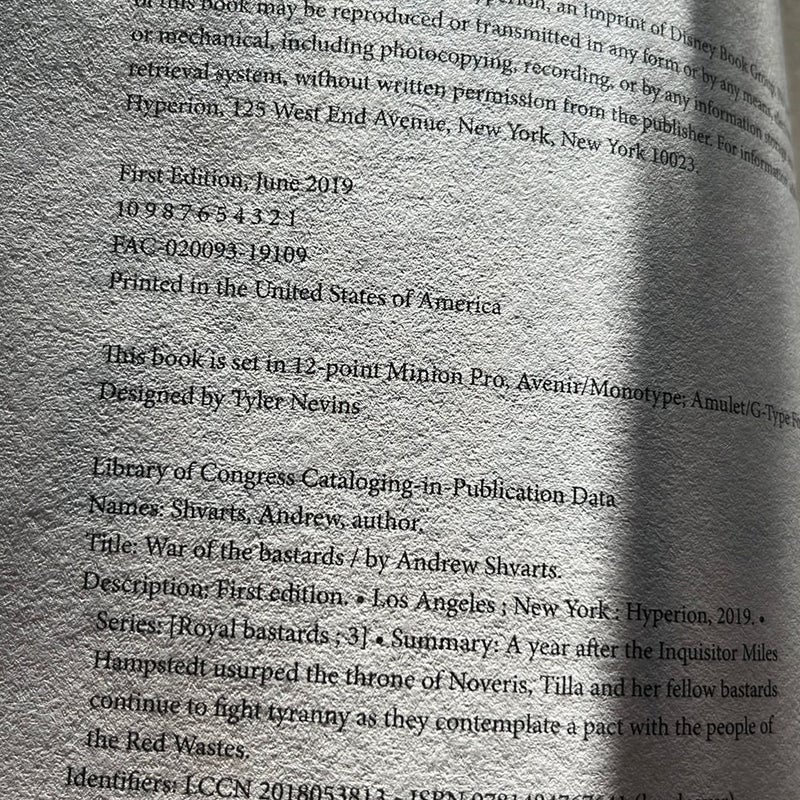 of this book may be reproduced or transmitted in any form or by any means, an Imprint of Disney Book Group.
or mechanical, including photocopying, recording, or by any information storage
retrieval system, without written permission from the publisher. For information
Hyperion, 125 West End Avenue, New York, New York 10023.
First Edition, June 2019
10 9 8 7 6 5 4 3 2 1
FAC-020093-19109
Printed in the United States of America
This book is set in 12-point Minion Pro, Avenir/Monotype; Amulet/G-Type
Designed by Tyler Nevins
Library of Congress Cataloging-in-Publication Data
Names: Shvarts, Andrew, author.
Title: War of the bastards / by Andrew Shvarts.
Description: First edition. • Los Angeles ; New York : Hyperion, 2019. •
Series: [Royal bastards ; 3] • Summary: A year after the Inquisitor Miles
Hampstedt usurped the throne of Noveris, Tilla and her fellow bastards
continue to fight tyranny as they contemplate a pact with the people of
the Red Wastes.
Identifiers: LCCN 2018053813 • ISBN